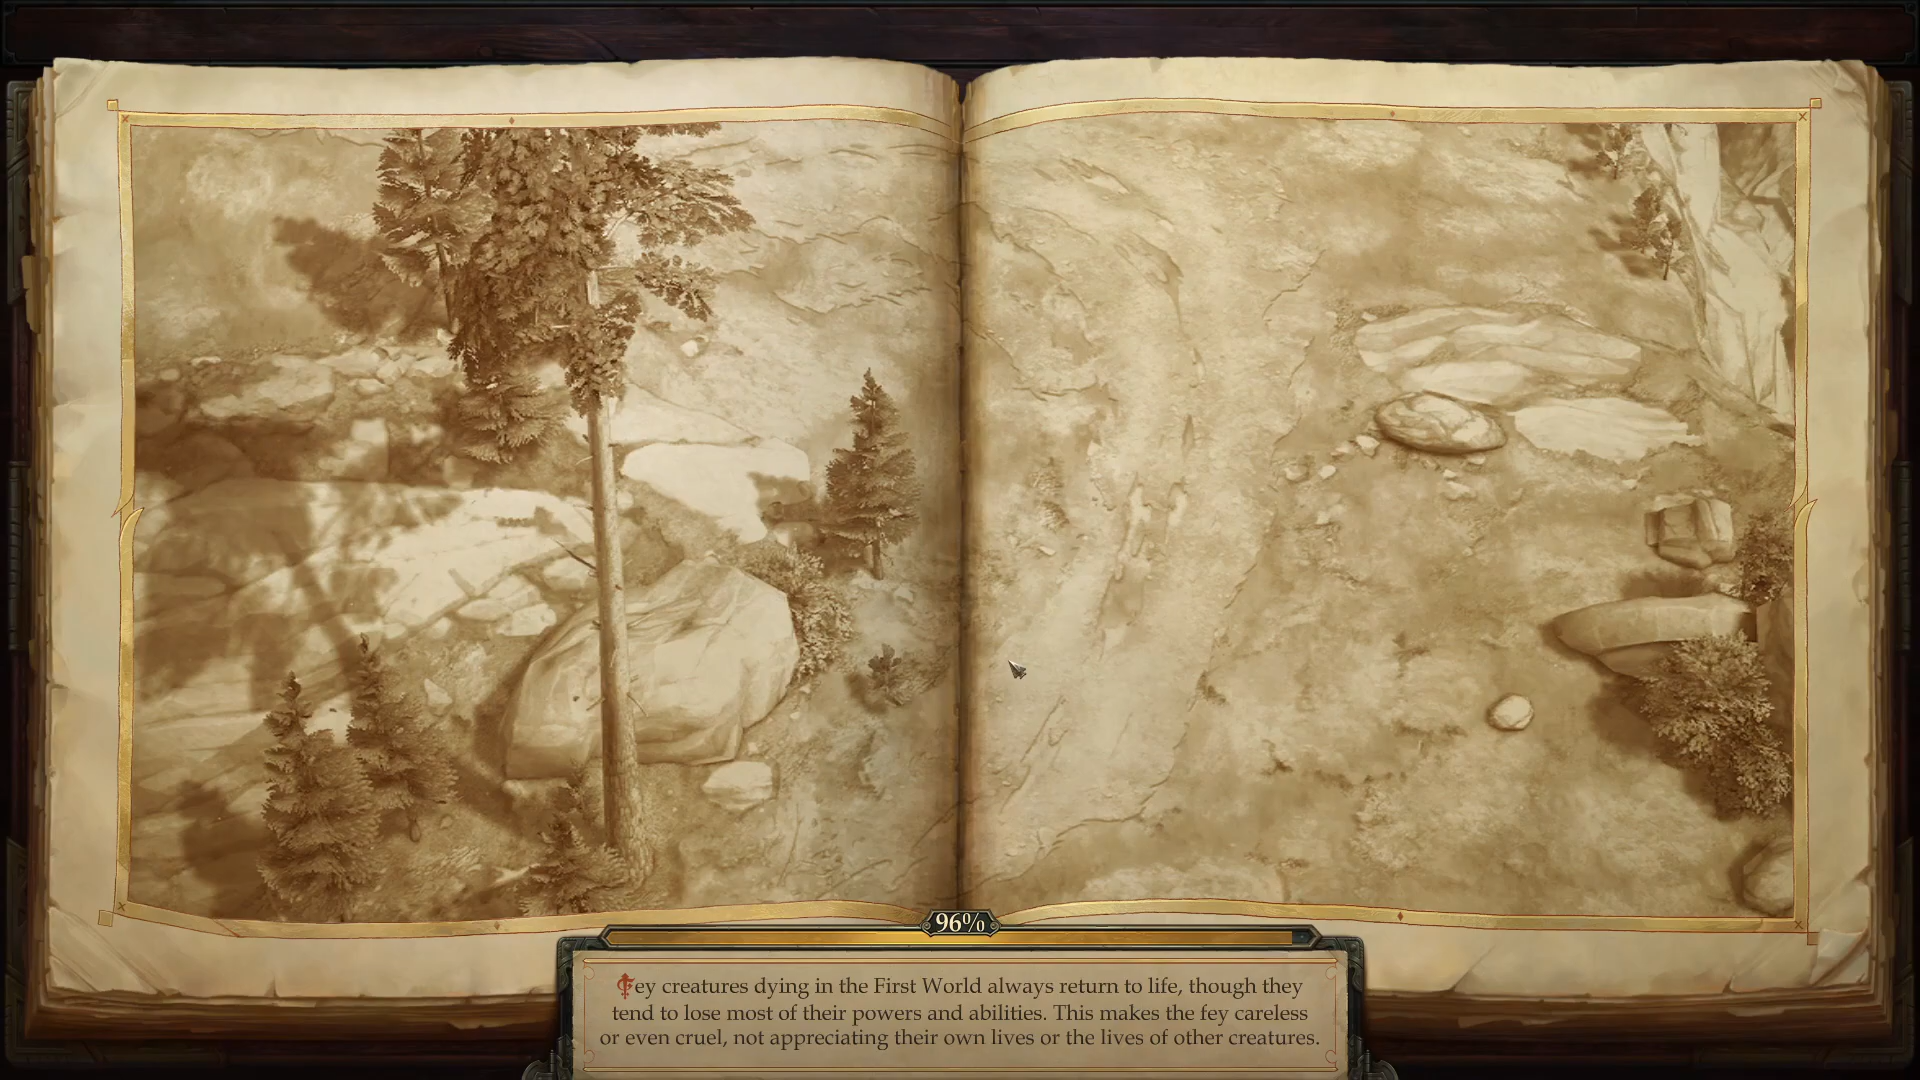 96%
Fey creatures dying in the First World always return to life, though they
tend to lose most of their powers and abilities. This makes the fey careless
or even cruel, not appreciating their own lives or the lives of other creatures.